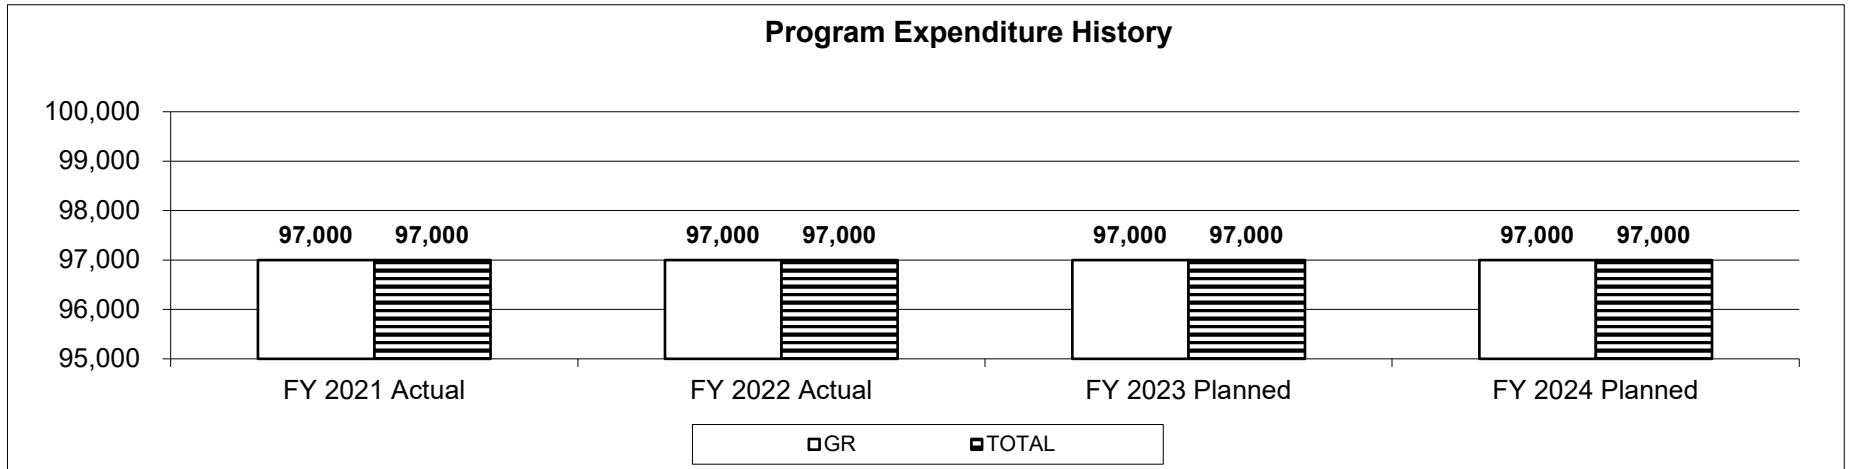 Program Expenditure History
100,000
99,000
98,000
97,000
96,000
95,000
97,000 97,000 97,000 97,000 97,000 97,000 97,000 97,000
FY 2021 Actual FY 2022 Actual FY 2023 Planned FY 2024 Planned
GR TOTAL